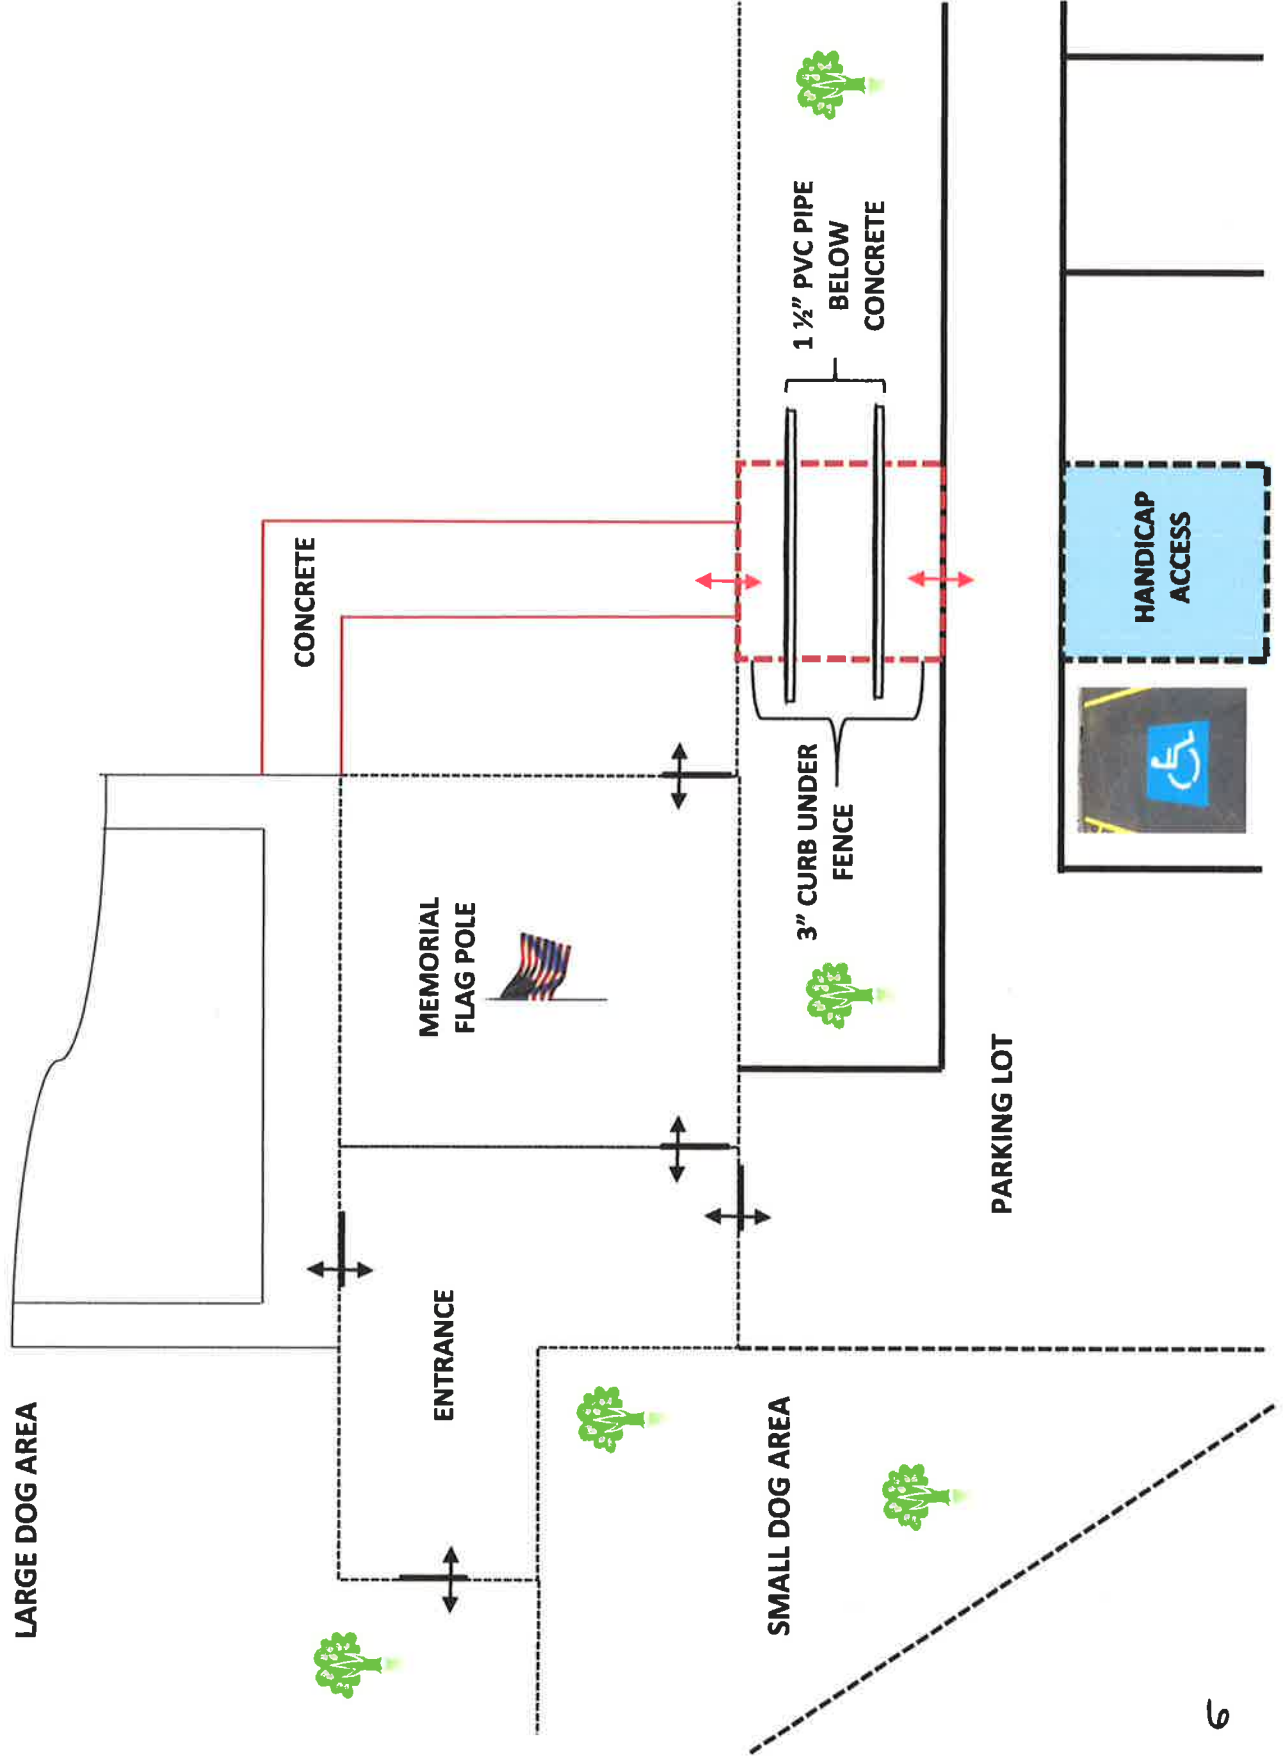 LARGE DOG AREA
CONCRETE
MEMORIAL
FLAG POLE
ENTRANCE
SMALL DOG AREA
3” CURB UNDER
FENCE
1 ½” PVC PIPE
BELOW
CONCRETE
PARKING LOT
HANDICAP
ACCESS
9